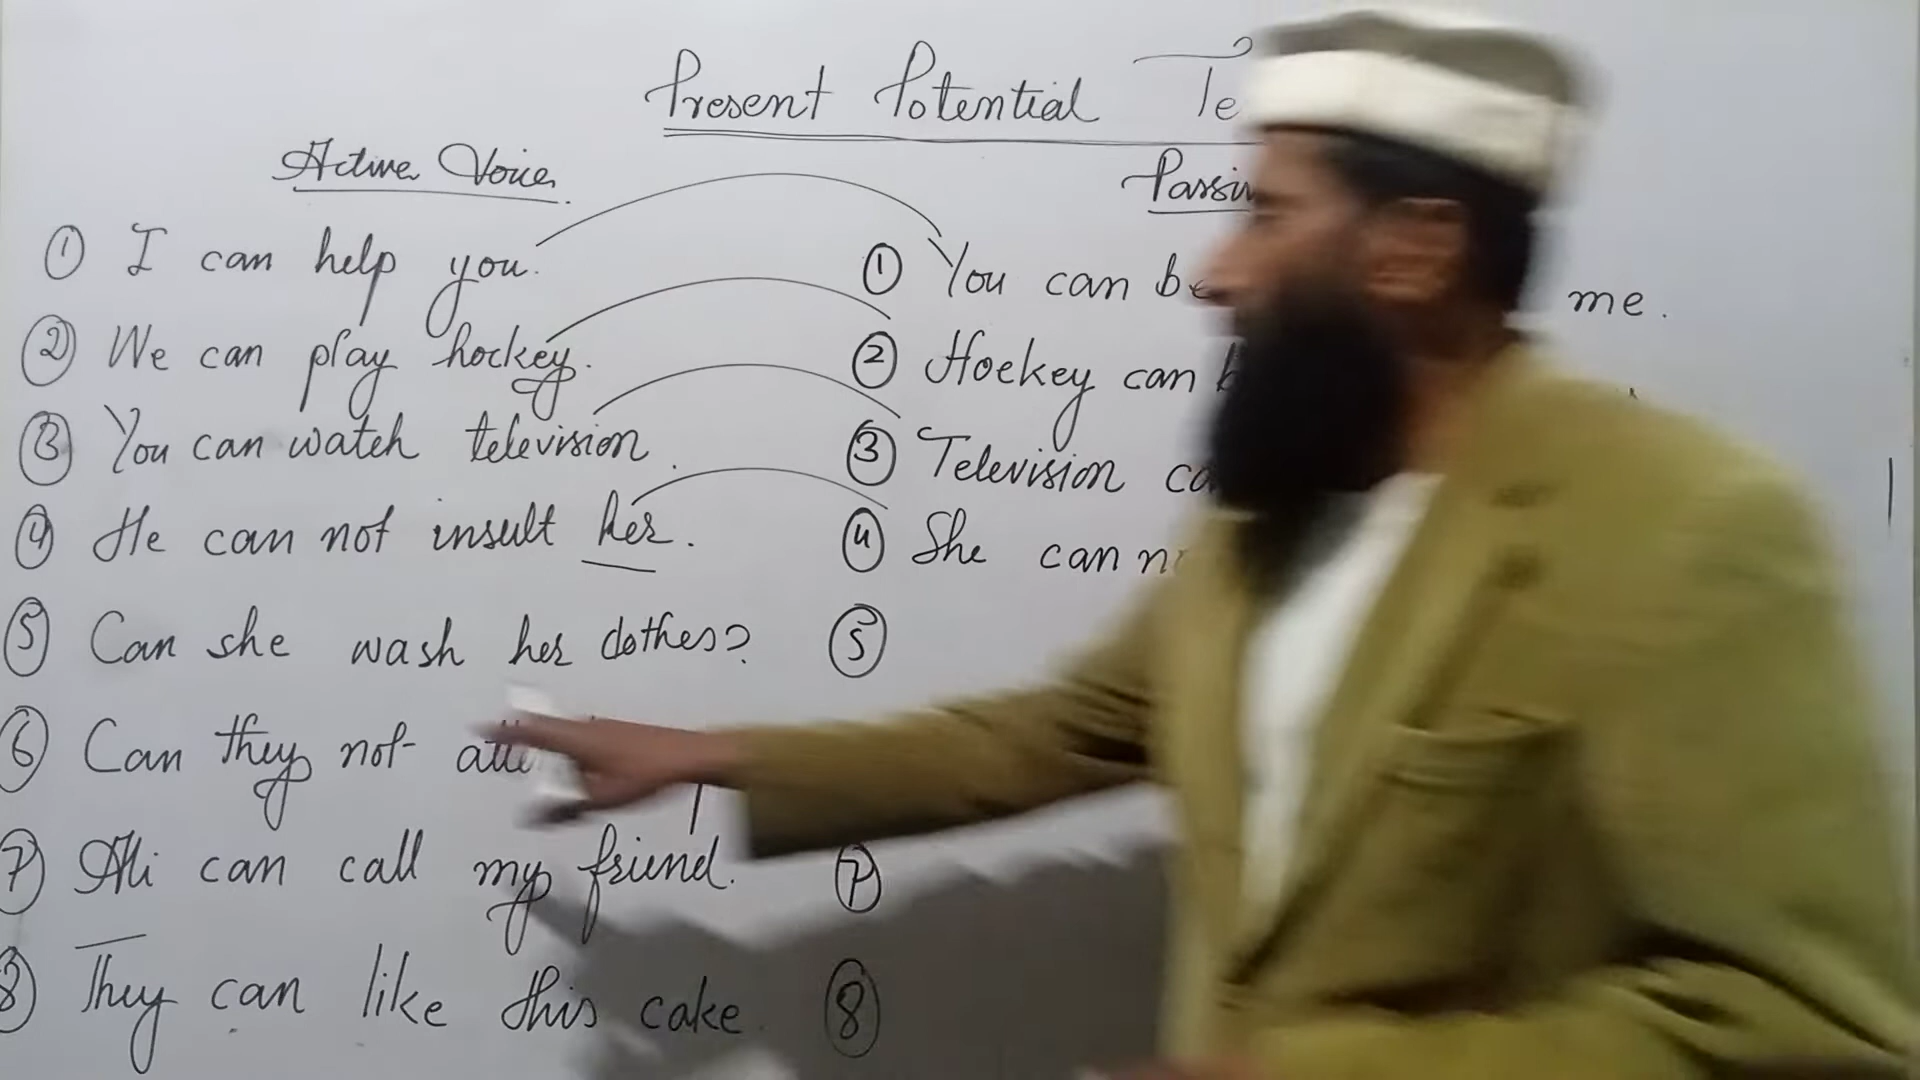 Present Potential Te
Active Voice
① I can help you.
② We can play hockey.
③ You can watch television.
④ He can not insult her.
⑤ Can she wash her clothes?
⑥ Can they not
⑦ Ali can call my friend.
⑧ They can like this cake.
Passiv
① You can be me.
② Hockey can b
③ Television ca
④ She can n
⑤
⑦
⑧